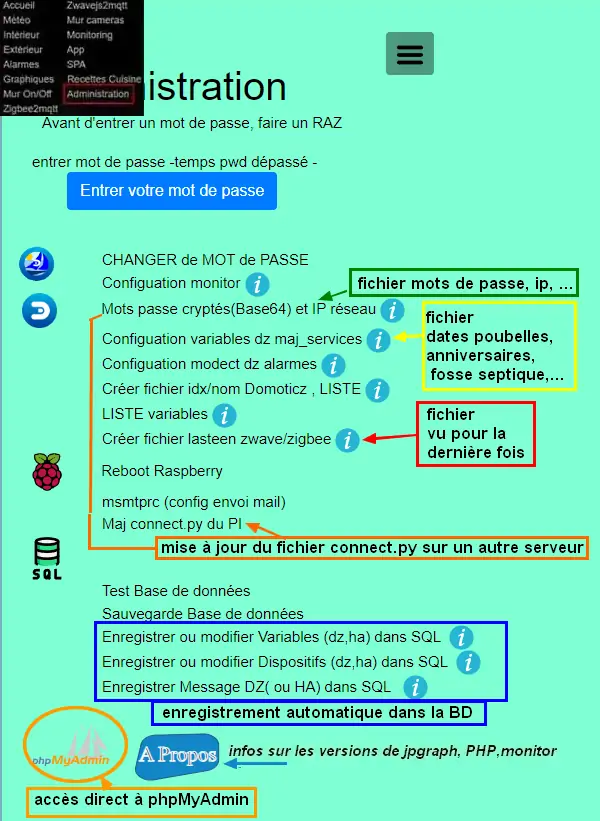 Accueil Zwavejs2mqtt
Météo Mur cameras
Intérieur Monitoring
Extérieur App
Alarmes SPA
Graphiques Recettes Cuisine
Mur On/Off Administration
Zigbee2mqtt
nistration
Avant d'entrer un mot de passe, faire un RAZ
entrer mot de passe -temps pwd dépassé -
Entrer votre mot de passe
CHANGER de MOT de PASSE
Configuation monitor
fichier mots de passe, ip, ...
Mots passe cryptés(Base64) et IP réseau
fichier
dates poubelles,
anniversaires,
fosse septique,...
Configuation variables dz maj_services
Configuation modect dz alarmes
Créer fichier idx/nom Domoticz , LISTE
LISTE variables
fichier
vu pour la
dernière fois
Créer fichier lasteen zwave/zigbee
Reboot Raspberry
msmtprc (config envoi mail)
Maj connect.py du PI
mise à jour du fichier connect.py sur un autre serveur
SQL
Test Base de données
Sauvegarde Base de données
Enregistrer ou modifier Variables (dz,ha) dans SQL
Enregistrer ou modifier Dispositifs (dz,ha) dans SQL
Enregistrer Message DZ( ou HA) dans SQL
enregistrement automatique dans la BD
phpMyAdmin
A Propos
infos sur les versions de jpgraph, PHP,monitor
accès direct à phpMyAdmin